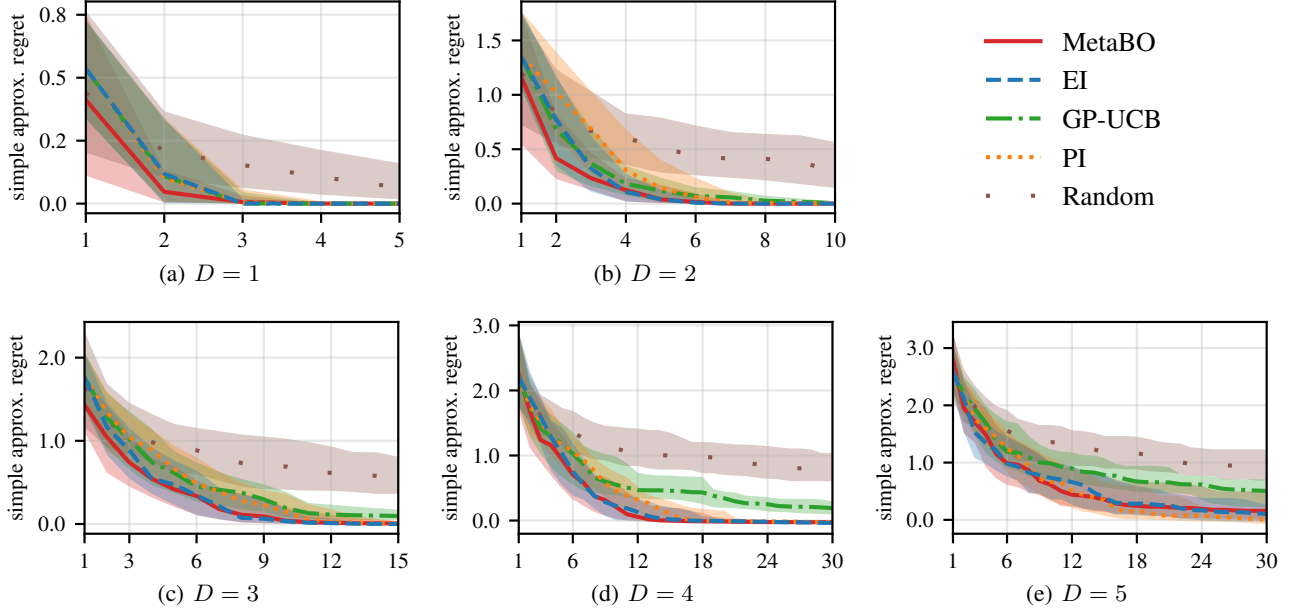 simple approx. regret
0.8
0.5
0.2
0.0
1 2 3 4 5
(a) D = 1
simple approx. regret
1.5
1.0
0.5
0.0
1 2 4 6 8 10
(b) D = 2
MetaBO
EI
GP-UCB
PI
Random
simple approx. regret
2.0
1.0
0.0
1 3 6 9 12 15
(c) D = 3
simple approx. regret
3.0
2.0
1.0
0.0
1 6 12 18 24 30
(d) D = 4
simple approx. regret
3.0
2.0
1.0
0.0
1 6 12 18 24 30
(e) D = 5